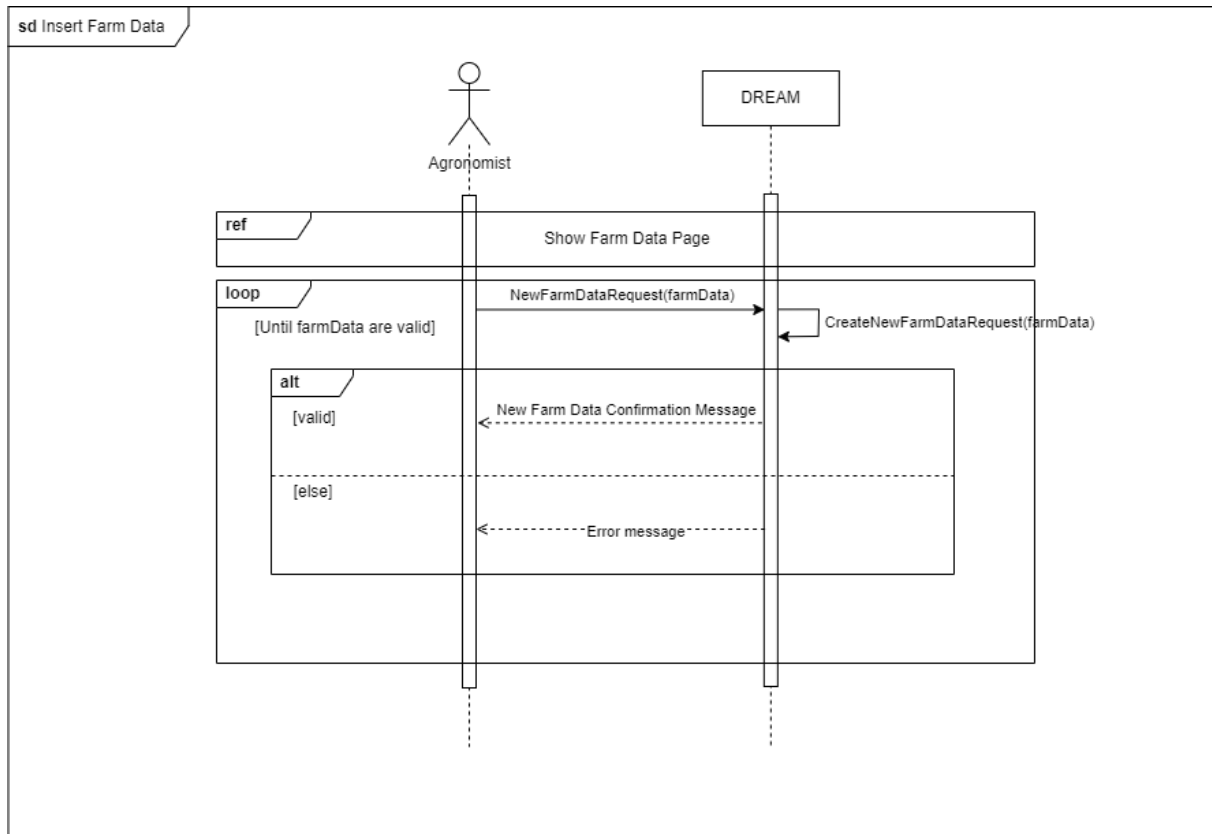 sd Insert Farm Data
DREAM
Agronomist
ref
Show Farm Data Page
loop
NewFarmDataRequest(farmData)
[Until farmData are valid]
CreateNewFarmDataRequest(farmData)
alt
[valid]
New Farm Data Confirmation Message
[else]
Error message